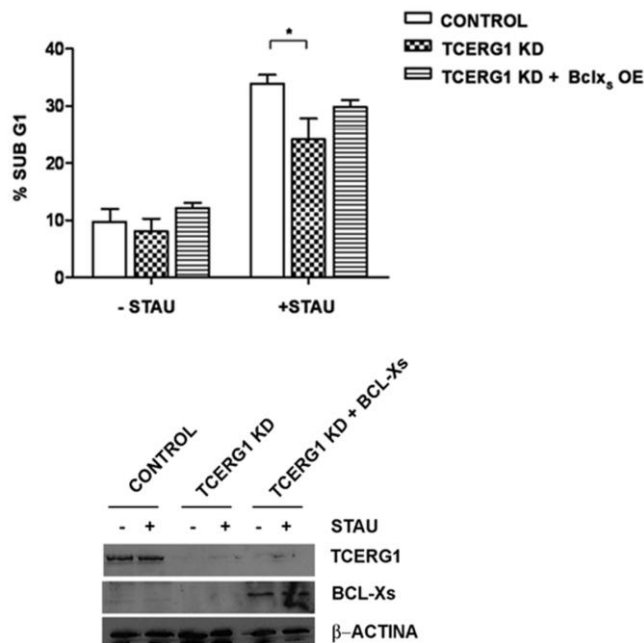 CONTROL
TCERG1 KD
TCERG1 KD + Bclxs OE
*
40
30
20
10
0
% SUB G1
- STAU
+STAU
CONTROL
TCERG1 KD
TCERG1 KD + BCL-Xs
- + - + - + STAU
TCERG1
BCL-Xs
β-ACTINA